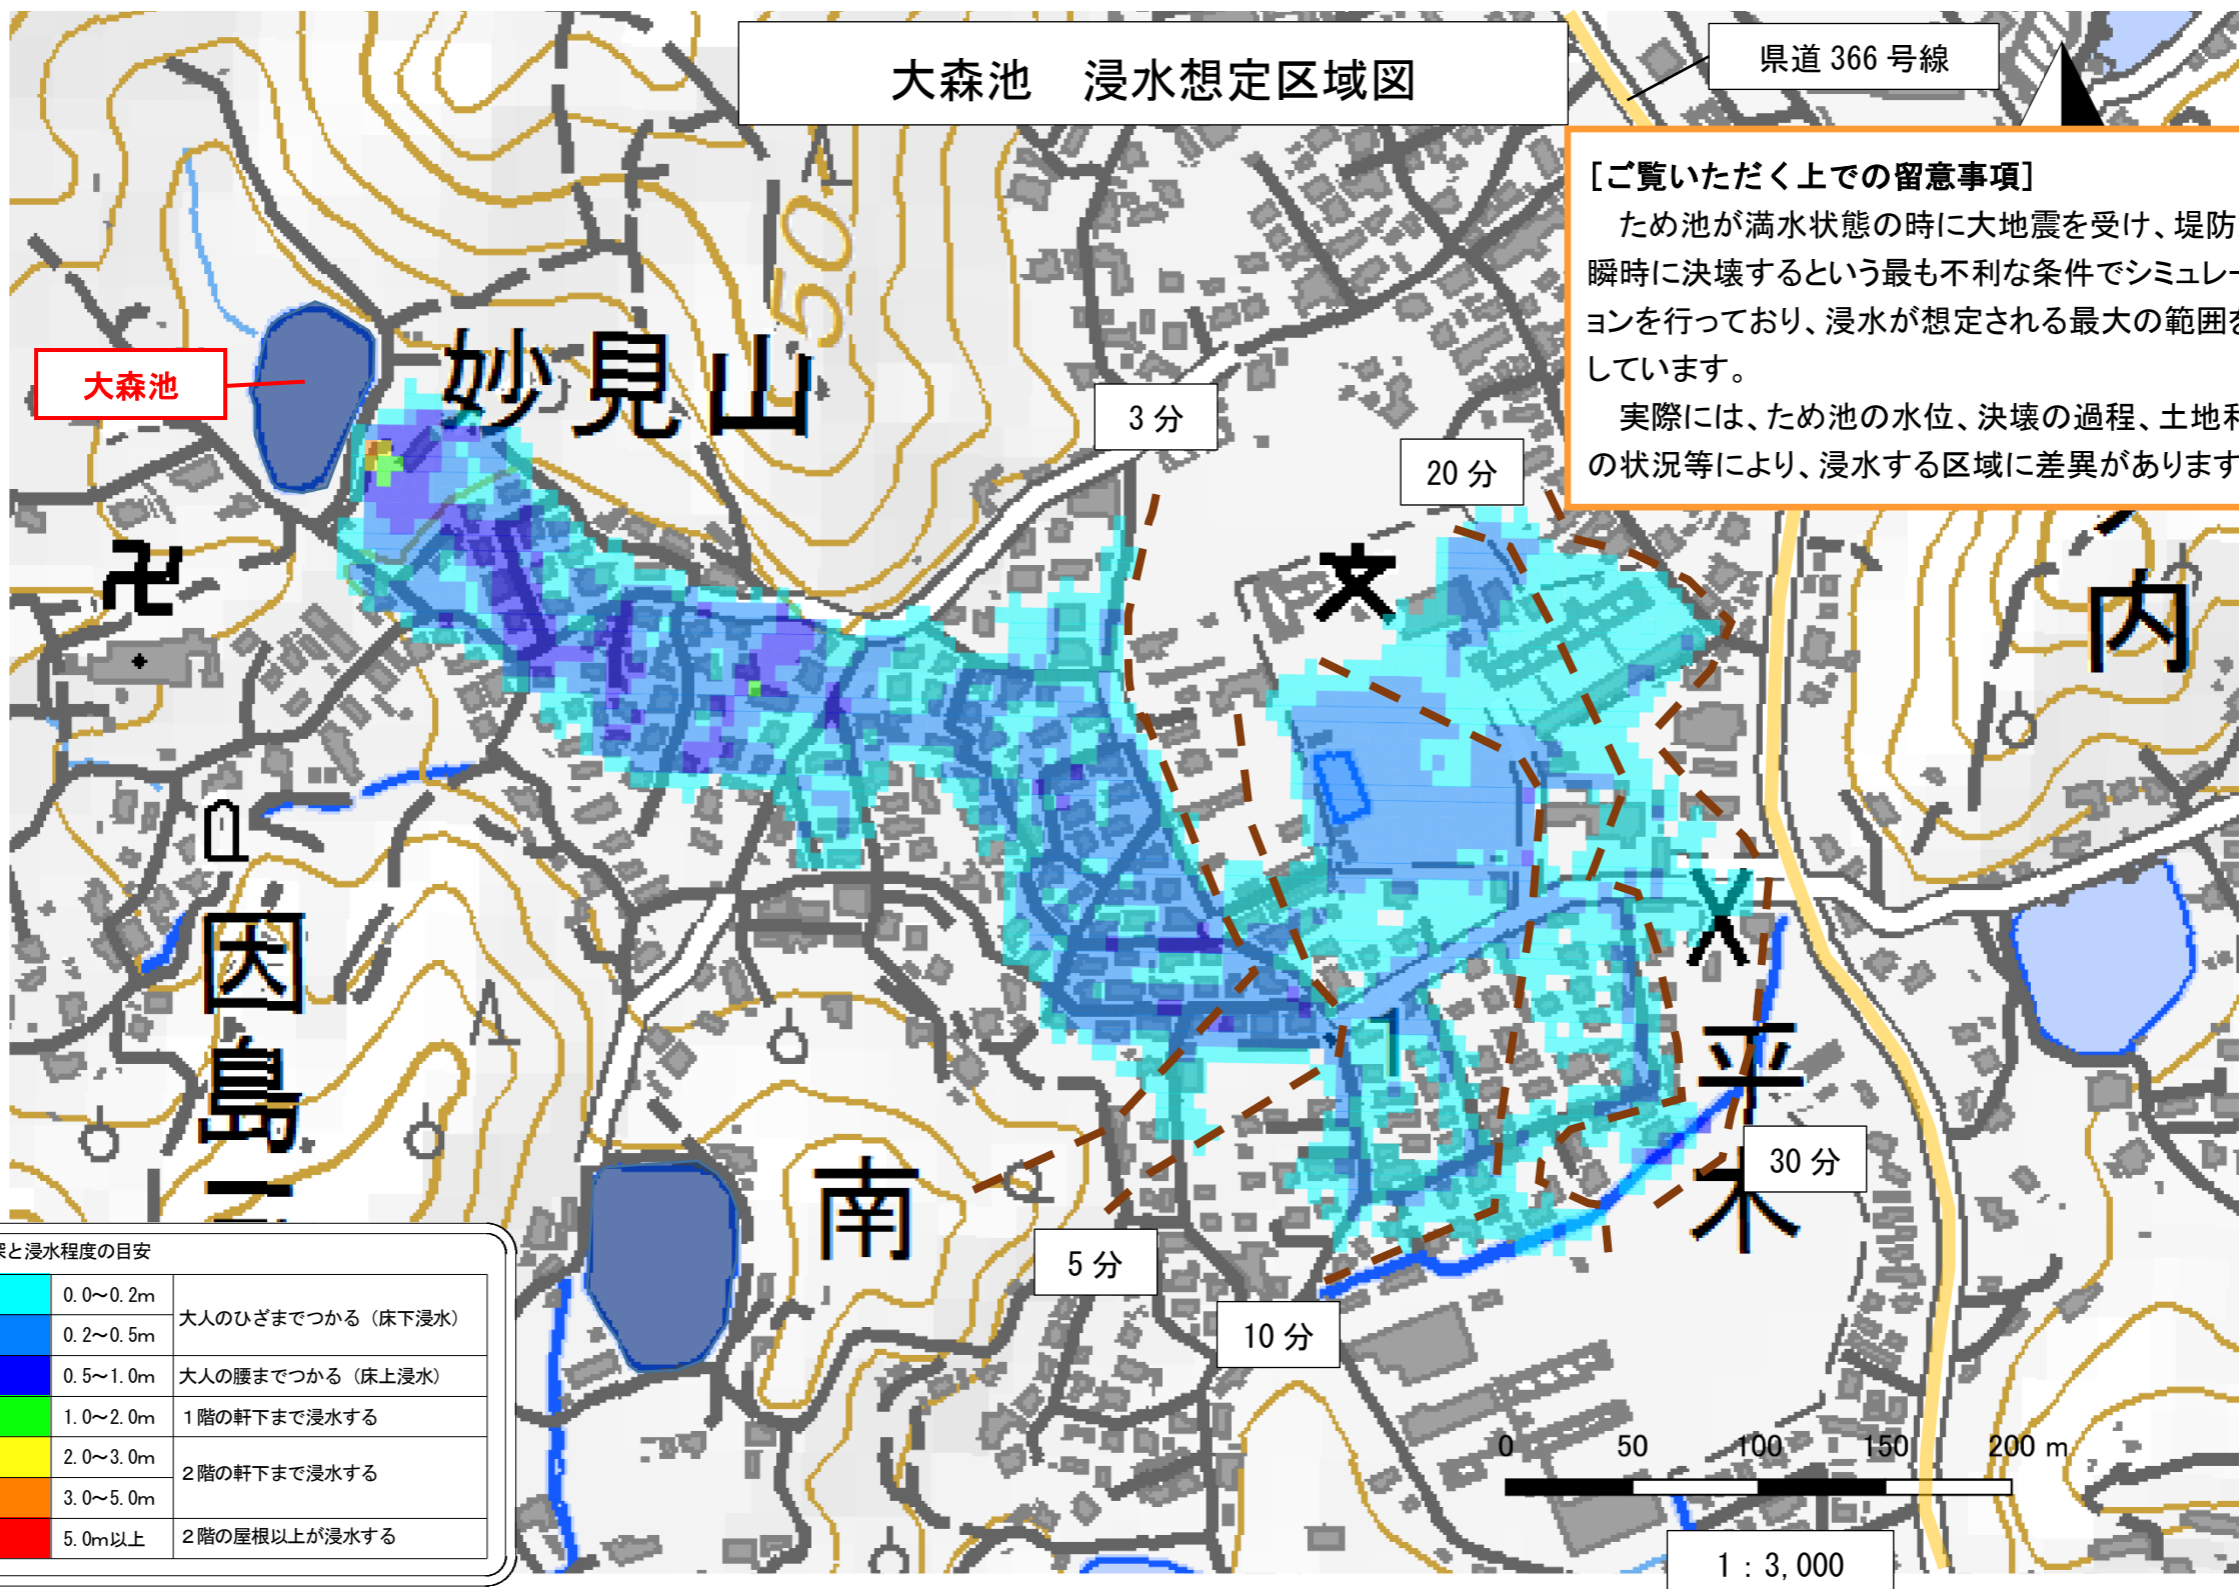 大森池　浸水想定区域図
県道 366 号線
[ご覧いただく上での留意事項]
ため池が満水状態の時に大地震を受け、堤防
瞬時に決壊するという最も不利な条件でシミュレー
ョンを行っており、浸水が想定される最大の範囲を
しています。
実際には、ため池の水位、決壊の過程、土地利
の状況等により、浸水する区域に差異があります
50
大森池
妙見山
3 分
20 分
内
因島
南
平木
30 分
5 分
10 分
深と浸水程度の目安
0.0～0.2m
大人のひざまでつかる（床下浸水）
0.2～0.5m
0.5～1.0m 大人の腰までつかる（床上浸水）
1.0～2.0m １階の軒下まで浸水する
2.0～3.0m
２階の軒下まで浸水する
3.0～5.0m
5.0m以上 ２階の屋根以上が浸水する
0 50 100 150 200 m
1：3,000